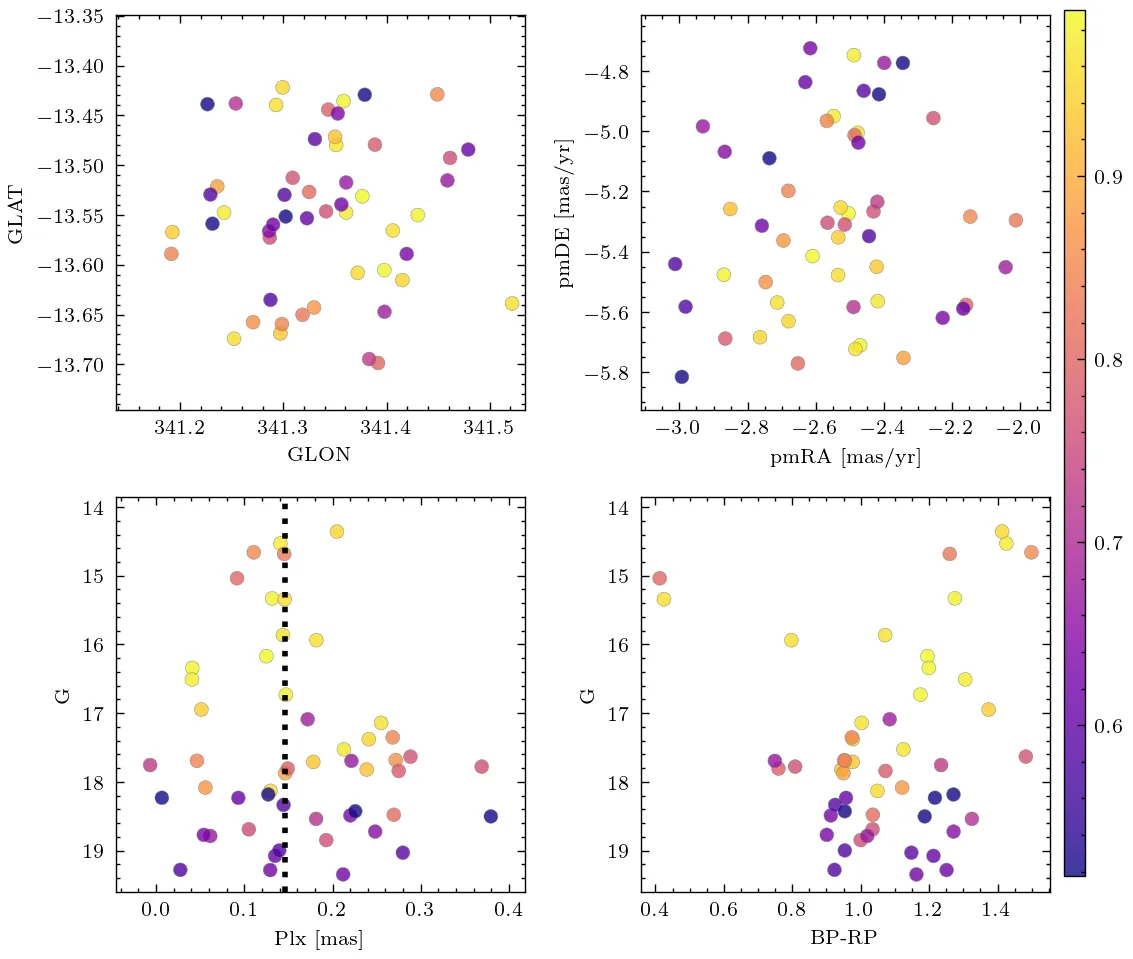 −13.35
−13.40
−13.45
−13.50
−13.55
−13.60
−13.65
−13.70
GLAT
341.2 341.3 341.4 341.5
GLON
−4.8
−5.0
−5.2
−5.4
−5.6
−5.8
pmDE [mas/yr]
−3.0 −2.8 −2.6 −2.4 −2.2 −2.0
pmRA [mas/yr]
0.9
0.8
0.7
0.6
14
15
16
17
18
19
G
0.0 0.1 0.2 0.3 0.4
Plx [mas]
14
15
16
17
18
19
G
0.4 0.6 0.8 1.0 1.2 1.4
BP-RP